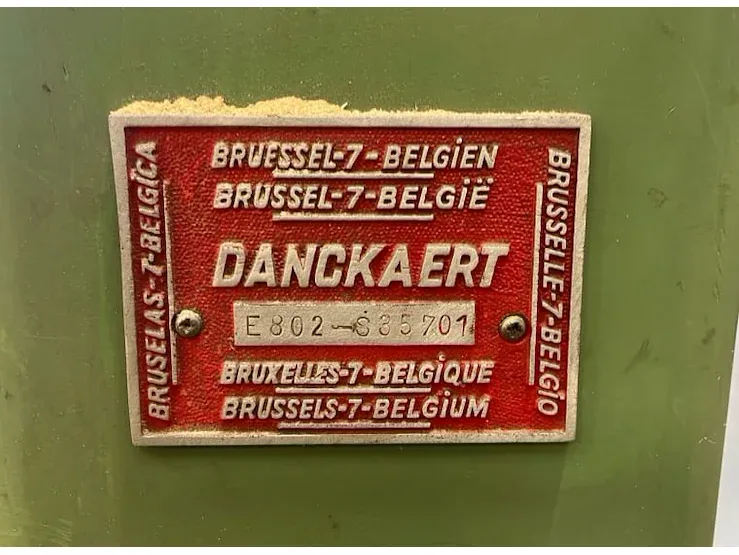 BRUESSEL-7-BELGiEN
BRUSSEL-7-BELGIË
DANCKAERT
E802-S35701
BRUXELLES-7-BELGiQUE
BRUSSELS-7-BELGiUM
BRUSELAS-7-BELGiCA
BRUSSELLE-7-BELGIO